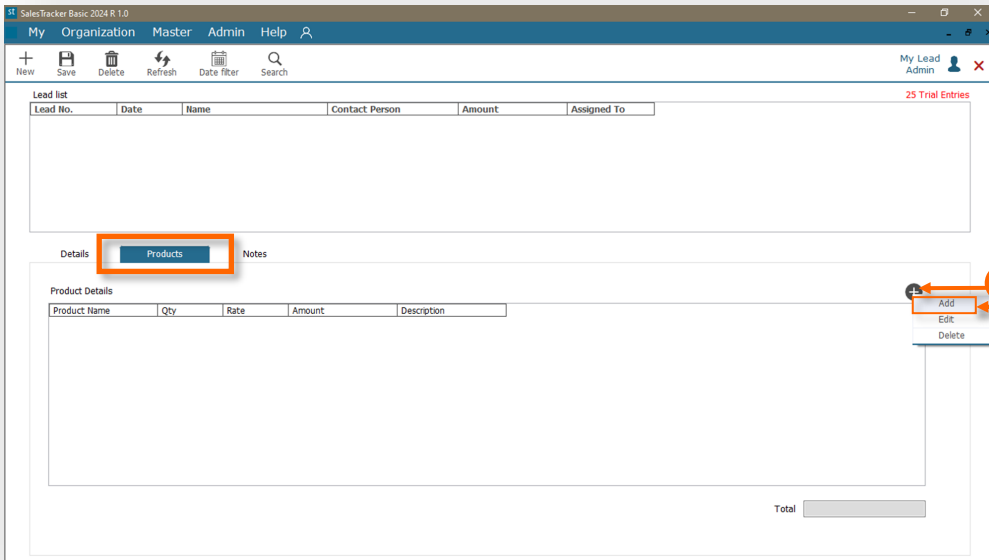 st SalesTracker Basic 2024 R 1.0
My Organization Master Admin Help
New Save Delete Refresh Date filter Search
My Lead
Admin
Lead list
25 Trial Entries
Lead No. Date Name Contact Person Amount Assigned To
Details Products Notes
Product Details
Product Name Qty Rate Amount Description
Add
Edit
Delete
Total